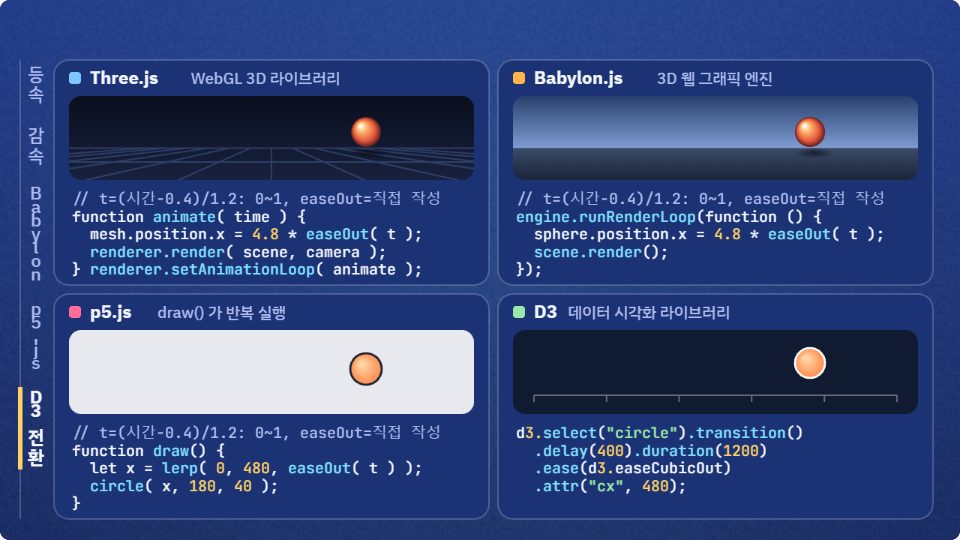 등속
감속
Babylon
p5.js
D3 전환
Three.js WebGL 3D 라이브러리
// t=(시간-0.4)/1.2: 0~1, easeOut=직접 작성
function animate( time ) {
  mesh.position.x = 4.8 * easeOut( t );
  renderer.render( scene, camera );
} renderer.setAnimationLoop( animate );
Babylon.js 3D 웹 그래픽 엔진
// t=(시간-0.4)/1.2: 0~1, easeOut=직접 작성
engine.runRenderLoop(function () {
  sphere.position.x = 4.8 * easeOut( t );
  scene.render();
});
p5.js draw() 가 반복 실행
// t=(시간-0.4)/1.2: 0~1, easeOut=직접 작성
function draw() {
  let x = lerp( 0, 480, easeOut( t ) );
  circle( x, 180, 40 );
}
D3 데이터 시각화 라이브러리
d3.select("circle").transition()
  .delay(400).duration(1200)
  .ease(d3.easeCubicOut)
  .attr("cx", 480);